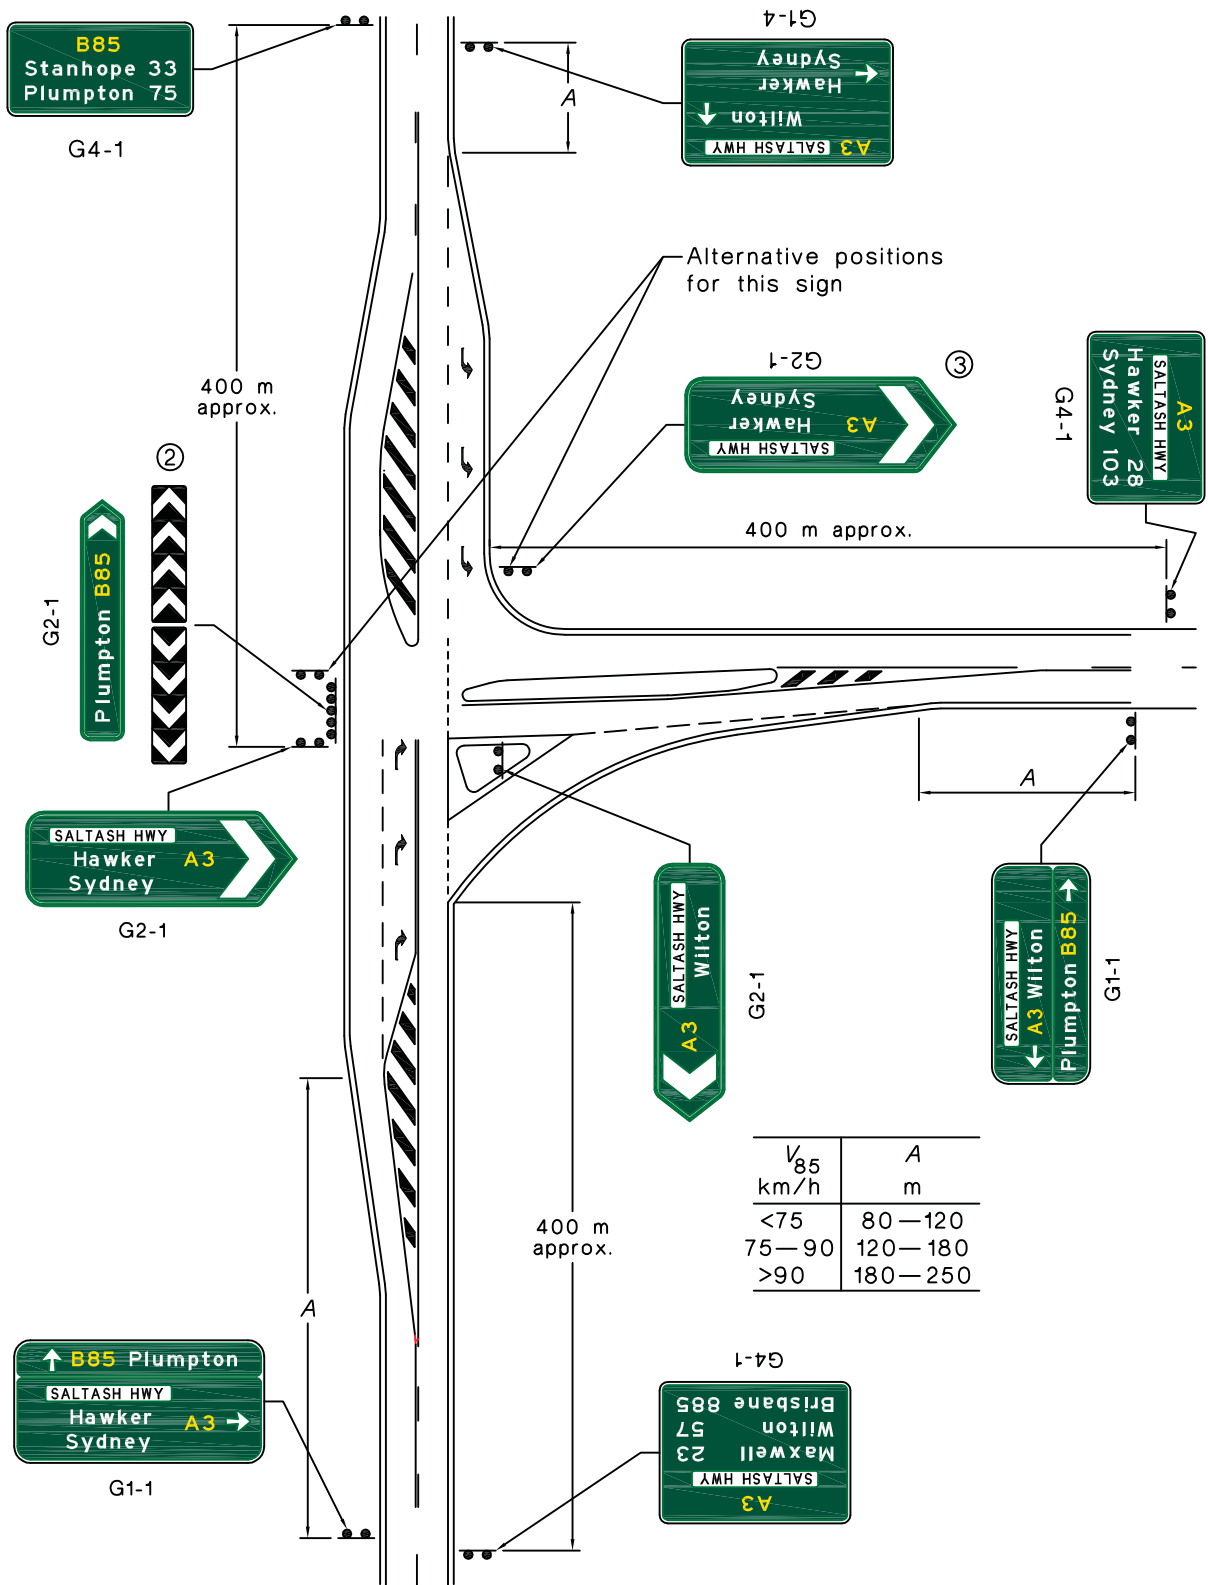 B85
Stanhope 33
Plumpton 75
G4-1
G1-4
A3 SALTASH HWY
Wilton
Hawker
Sydney
A
Alternative positions
for this sign
400 m
approx.
G2-1
3
SALTASH HWY
A3
Hawker
Sydney
A3
SALTASH HWY
Hawker 28
Sydney 103
G4-1
2
Plumpton B85
G2-1
400 m approx.
A
SALTASH HWY
Hawker A3
Sydney
G2-1
SALTASH HWY
A3 Wilton
G2-1
SALTASH HWY
A3 Wilton
Plumpton B85
G1-1
V85 A
km/h m
<75 80—120
75—90 120—180
>90 180—250
400 m
approx.
A
B85 Plumpton
SALTASH HWY
Hawker A3
Sydney
G1-1
G4-1
A3
SALTASH HWY
Maxwell 23
Wilton 57
Brisbane 885